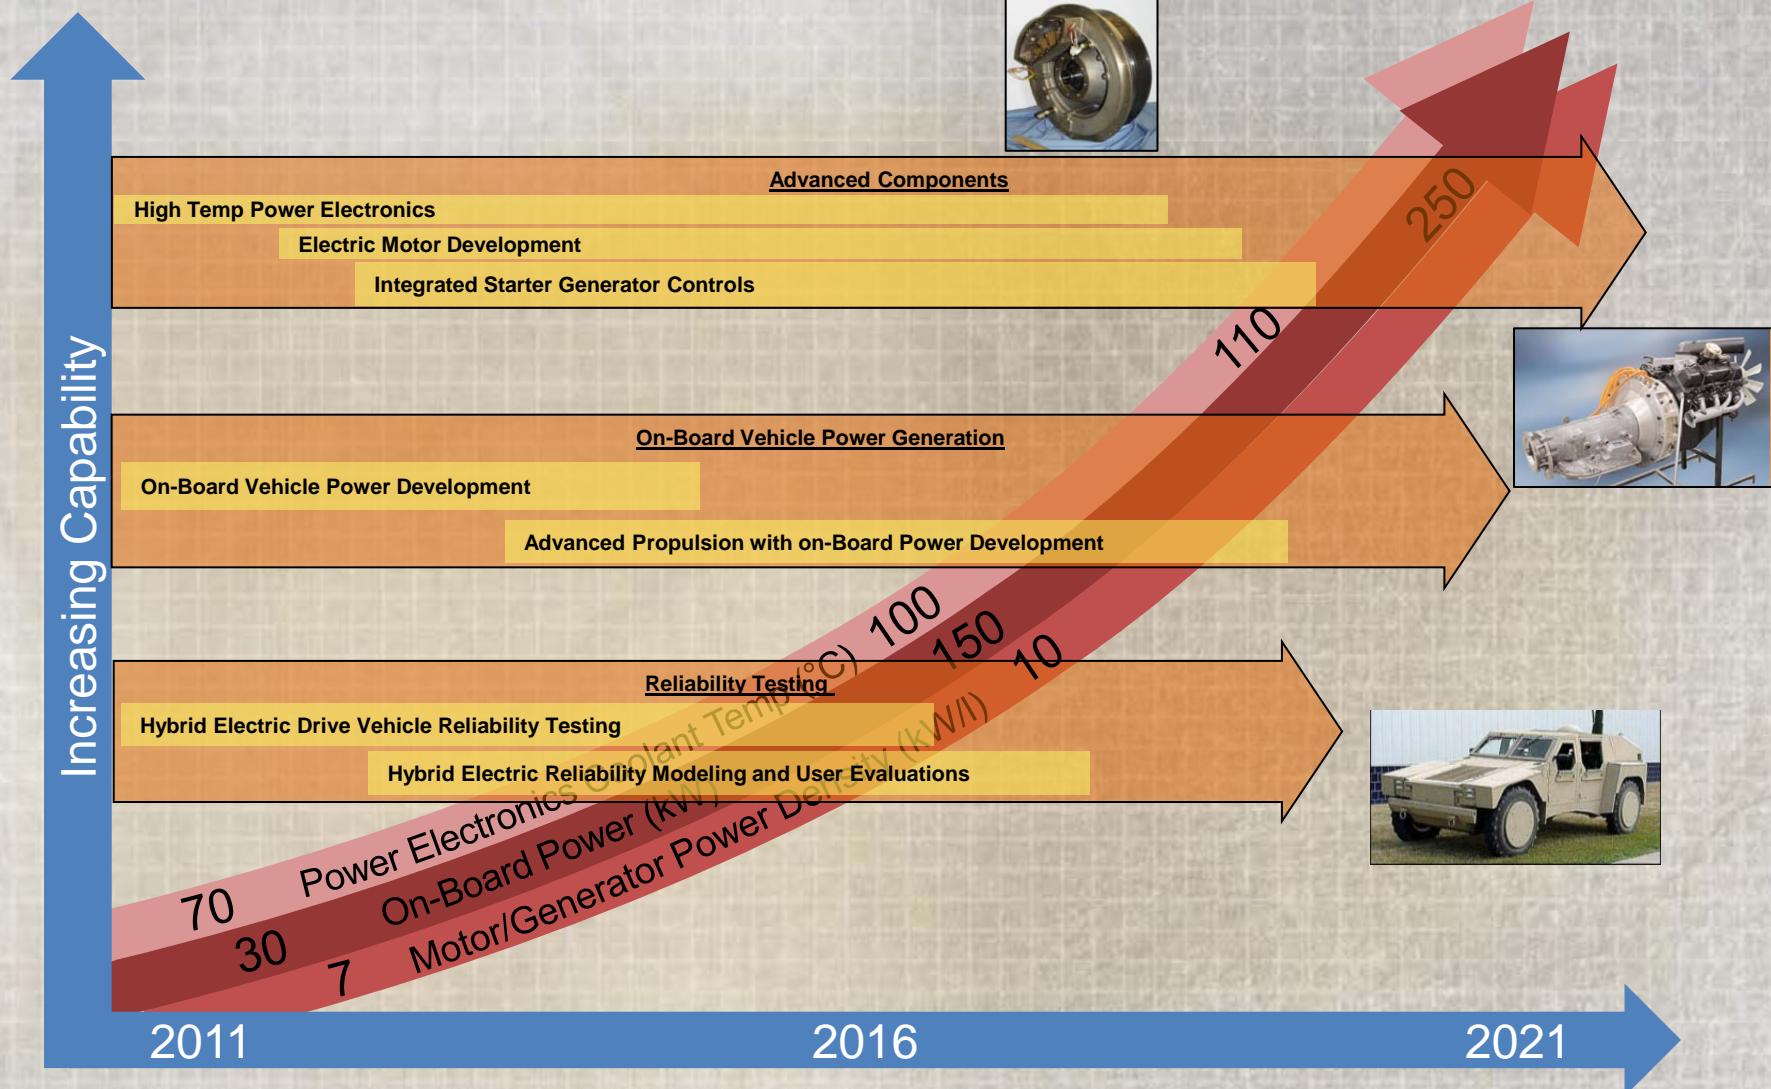 Increasing Capability
Advanced Components
High Temp Power Electronics
Electric Motor Development
Integrated Starter Generator Controls
On-Board Vehicle Power Generation
On-Board Vehicle Power Development
Advanced Propulsion with on-Board Power Development
Reliability Testing
Hybrid Electric Drive Vehicle Reliability Testing
Hybrid Electric Reliability Modeling and User Evaluations
70 Power Electronics Coolant Temp (°C) 100 110
30 On-Board Power (kW) 150 250
7 Motor/Generator Power Density (kW/l) 10
2011 2016 2021